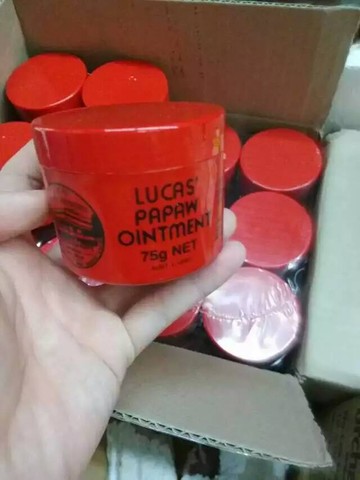 LUCAS'
PAPAW
OINTMENT
75g NET